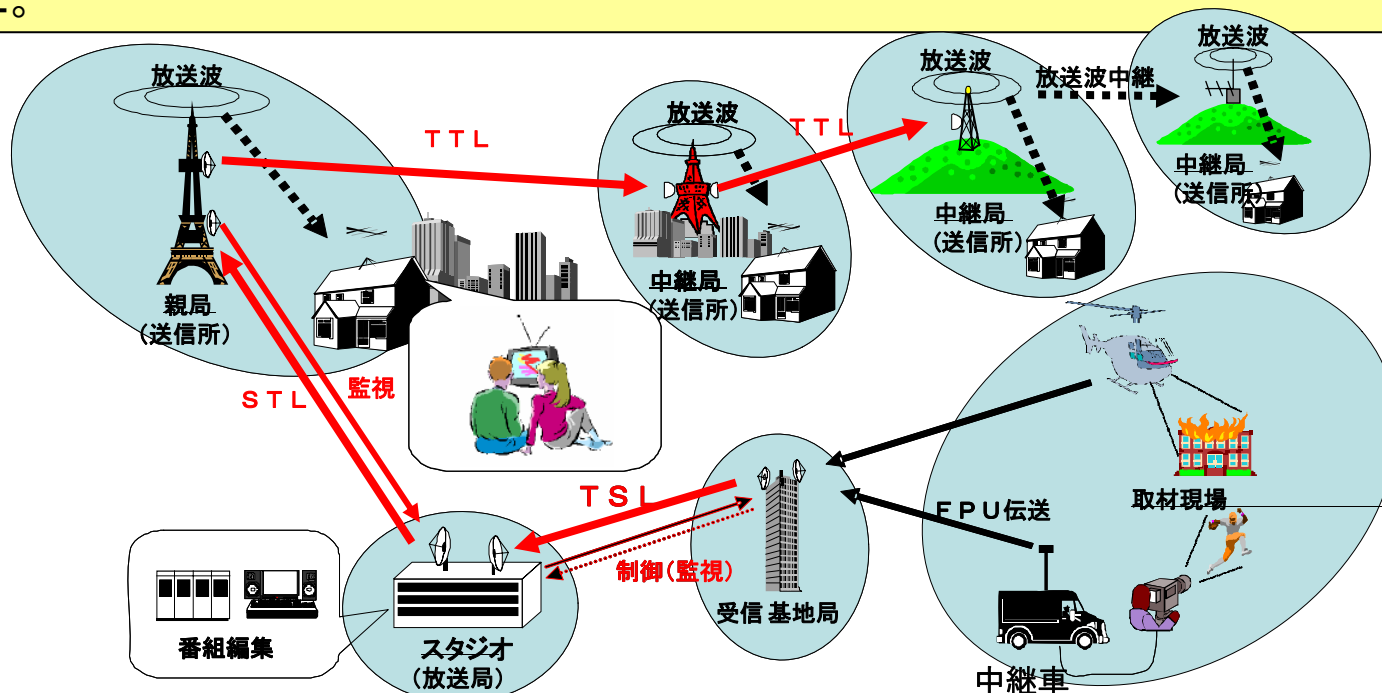 す。
放送波
放送波
放送波
放送波
放送波中継
ＴＴＬ
ＴＴＬ
中継局
(送信所)
中継局
(送信所)
中継局
(送信所)
親局
(送信所)
ＳＴＬ
監視
ＴＳＬ
制御(監視)
ＦＰＵ伝送
取材現場
受信 基地局
番組編集
スタジオ
(放送局)
中継車